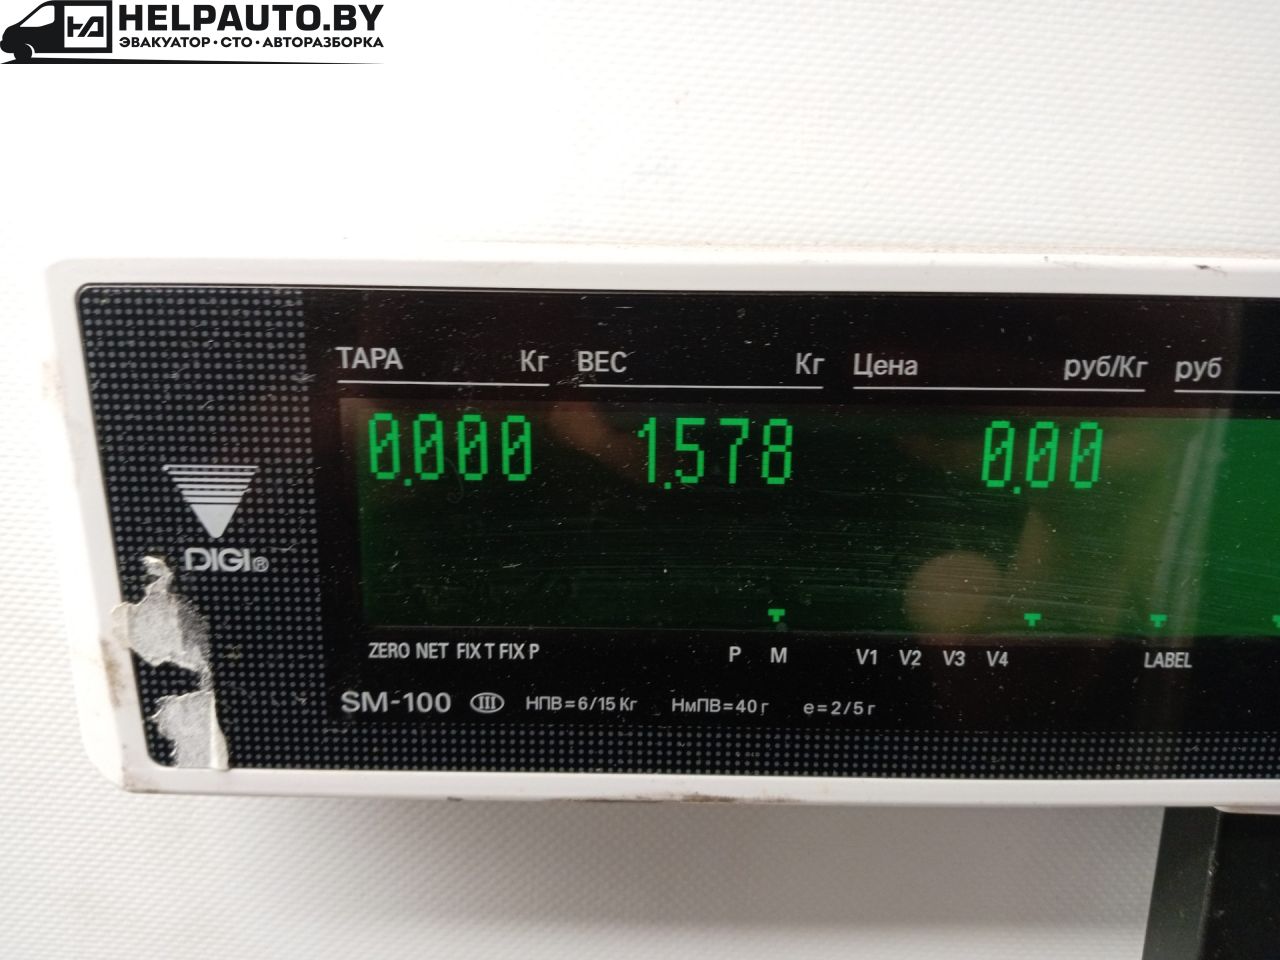 HELPAUTO.BY
ЭВАКУАТОР · СТО · АВТОРАЗБОРКА
ТАРА Кг ВЕС Кг Цена руб/Кг руб
0.000 1.578 0.00
DIGI®
ZERO NET FIX T FIX P P M V1 V2 V3 V4 LABEL
SM-100 III НПВ=6/15 Кг НмПВ=40 г e=2/5 г